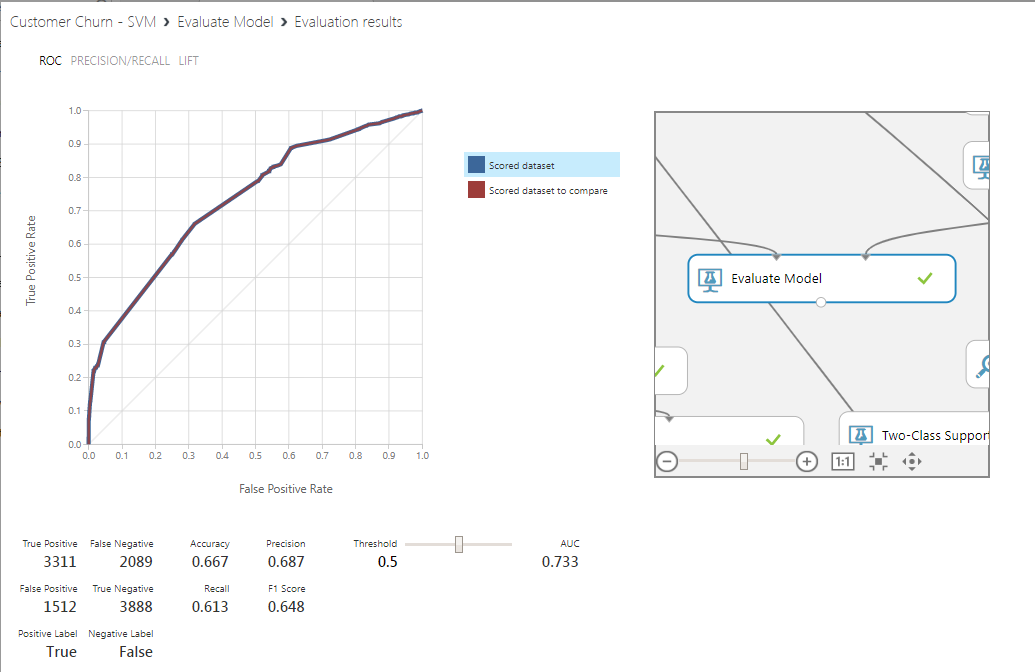 Customer Churn - SVM › Evaluate Model › Evaluation results
ROC PRECISION/RECALL LIFT
1.0
0.9
0.8
0.7
0.6
0.5
0.4
0.3
0.2
0.1
0.0
True Positive Rate
0.0 0.1 0.2 0.3 0.4 0.5 0.6 0.7 0.8 0.9 1.0
False Positive Rate
Scored dataset
Scored dataset to compare
Evaluate Model
Two-Class Support
1:1
True Positive False Negative Accuracy Precision Threshold AUC
3311 2089 0.667 0.687 0.5 0.733
False Positive True Negative Recall F1 Score
1512 3888 0.613 0.648
Positive Label Negative Label
True False